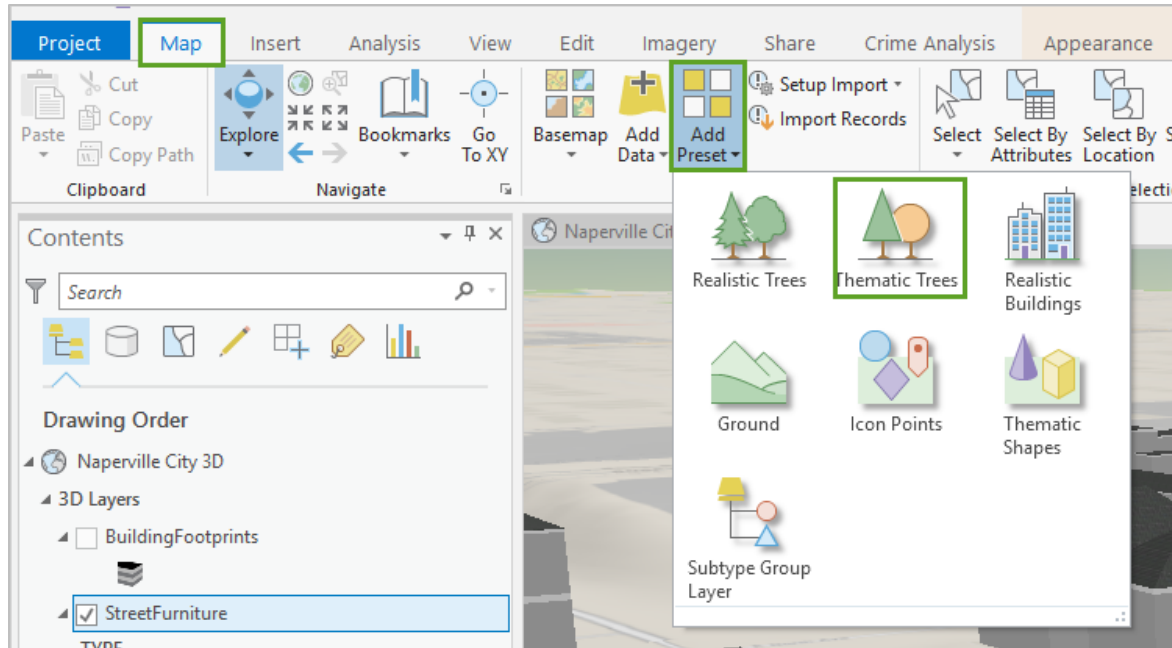 Project Map Insert Analysis View Edit Imagery Share Crime Analysis Appearance
Paste
Cut
Copy
Copy Path
Clipboard
Explore
Bookmarks
Go
To XY
Navigate
Basemap
Add
Data
Add
Preset
Setup Import
Import Records
Select
Select By
Attributes
Select By
Location
Contents
Search
Drawing Order
Naperville City 3D
3D Layers
BuildingFootprints
StreetFurniture
TYPE
Naperville
Realistic Trees
Thematic Trees
Realistic
Buildings
Ground
Icon Points
Thematic
Shapes
Subtype Group
Layer